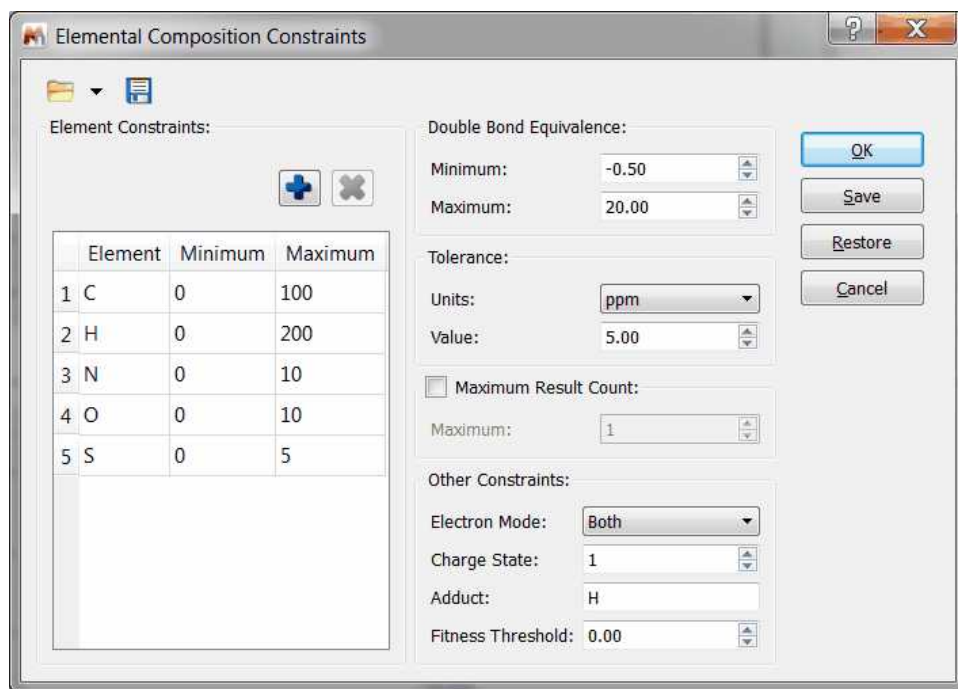 Elemental Composition Constraints
Element Constraints:
Element Minimum Maximum
1 C 0 100
2 H 0 200
3 N 0 10
4 O 0 10
5 S 0 5
Double Bond Equivalence:
Minimum: -0.50
Maximum: 20.00
Tolerance:
Units: ppm
Value: 5.00
Maximum Result Count:
Maximum: 1
Other Constraints:
Electron Mode: Both
Charge State: 1
Adduct: H
Fitness Threshold: 0.00
OK
Save
Restore
Cancel